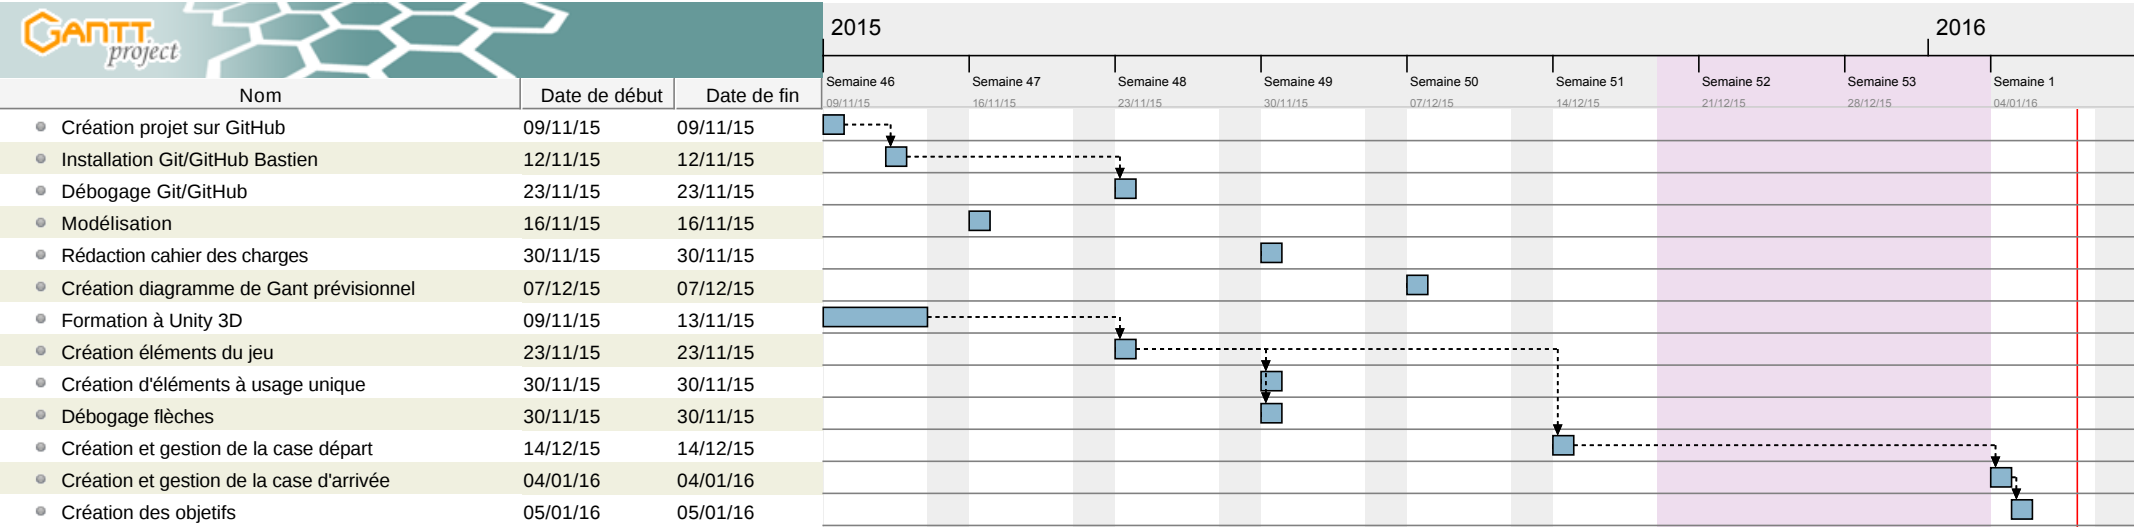 GANTT
project
2015
2016
Semaine 46
Semaine 47
Semaine 48
Semaine 49
Semaine 50
Semaine 51
Semaine 52
Semaine 53
Semaine 1
Nom Date de début Date de fin
09/11/15
16/11/15
23/11/15
30/11/15
07/12/15
14/12/15
21/12/15
28/12/15
04/01/16
Création projet sur GitHub 09/11/15 09/11/15
Installation Git/GitHub Bastien 12/11/15 12/11/15
Débogage Git/GitHub 23/11/15 23/11/15
Modélisation 16/11/15 16/11/15
Rédaction cahier des charges 30/11/15 30/11/15
Création diagramme de Gant prévisionnel 07/12/15 07/12/15
Formation à Unity 3D 09/11/15 13/11/15
Création éléments du jeu 23/11/15 23/11/15
Création d'éléments à usage unique 30/11/15 30/11/15
Débogage flèches 30/11/15 30/11/15
Création et gestion de la case départ 14/12/15 14/12/15
Création et gestion de la case d'arrivée 04/01/16 04/01/16
Création des objetifs 05/01/16 05/01/16